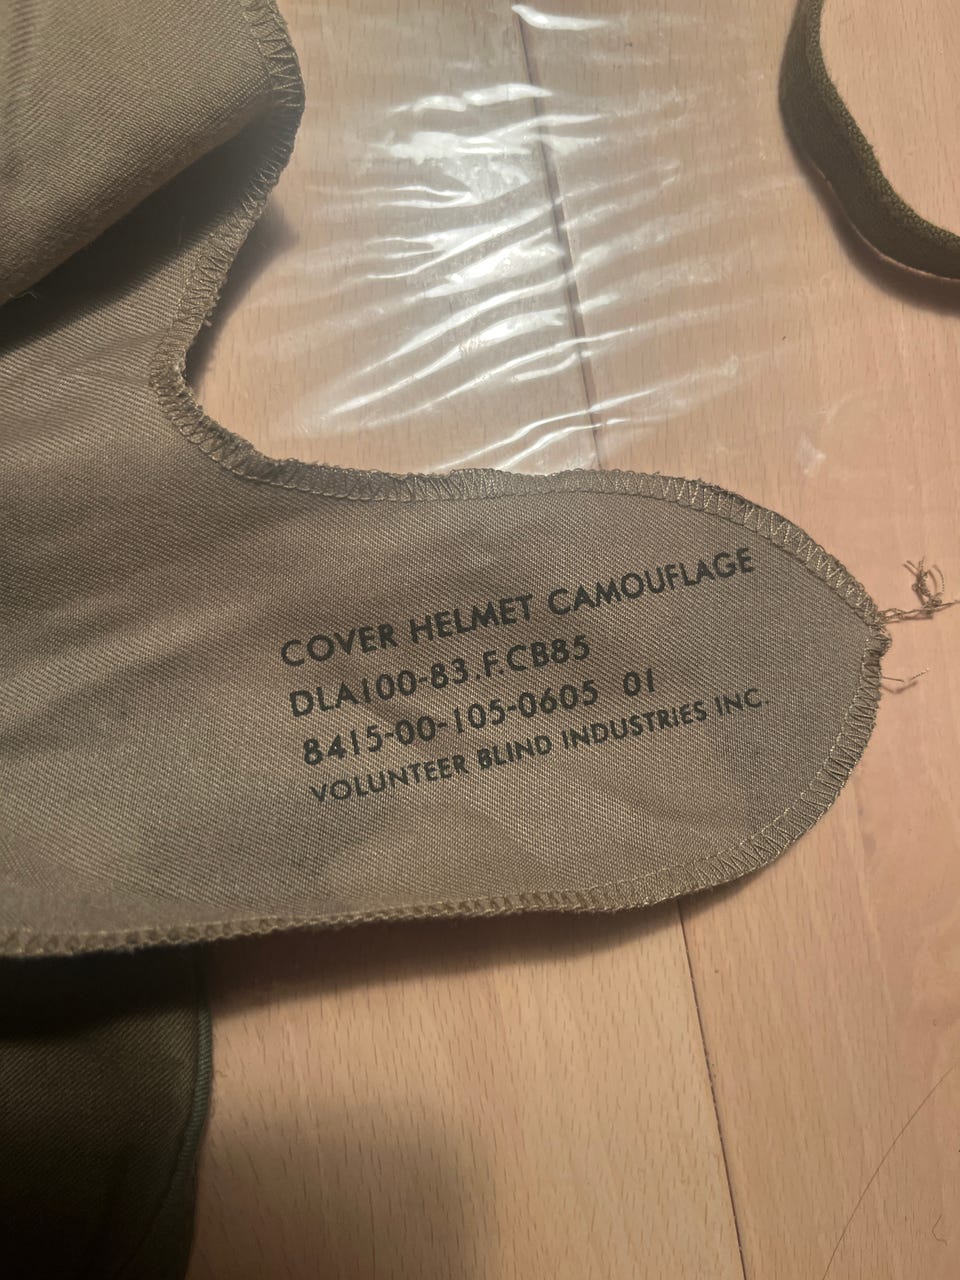 COVER HELMET CAMOUFLAGE
DLA100-83.F.CB85
8415-00-105-0605 01
VOLUNTEER BLIND INDUSTRIES INC.